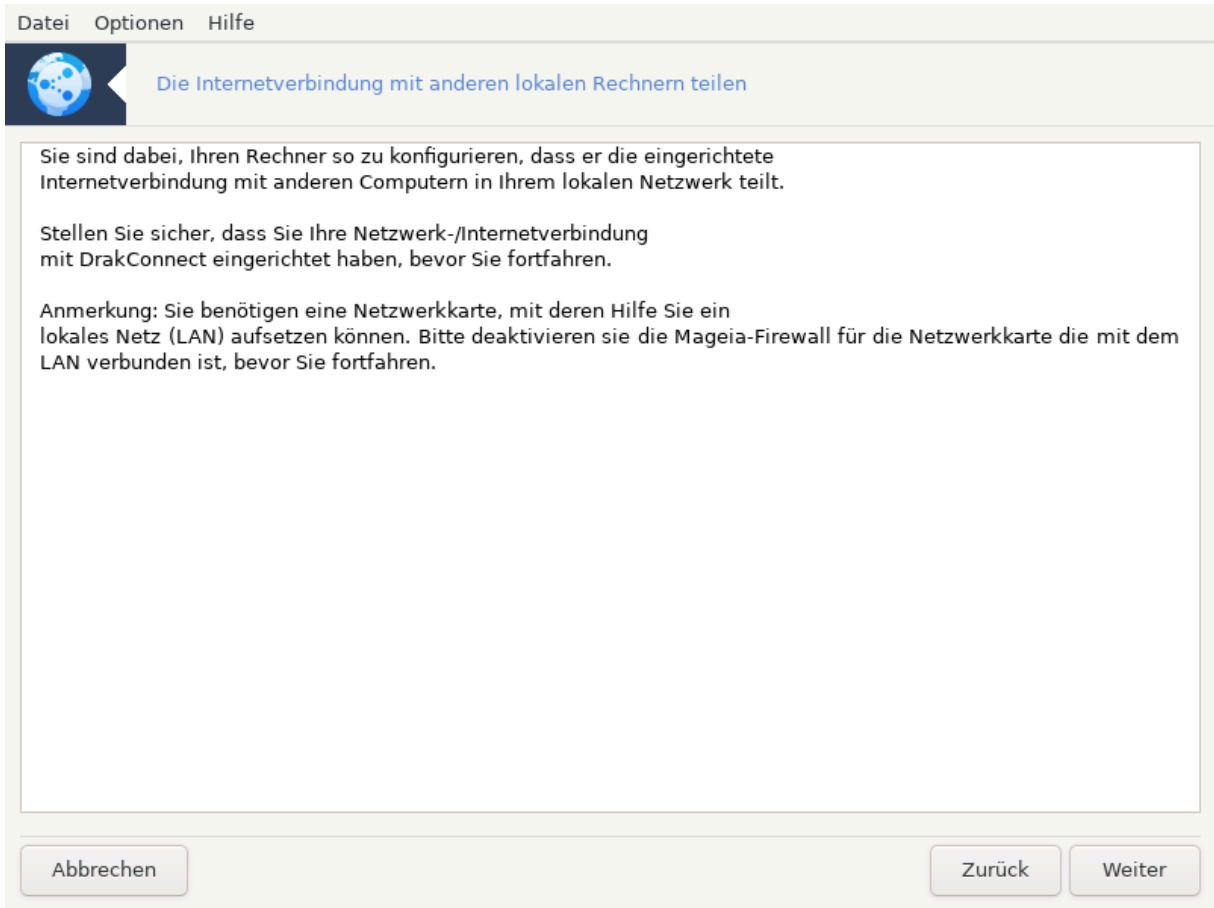 Datei Optionen Hilfe
Die Internetverbindung mit anderen lokalen Rechnern teilen
Sie sind dabei, Ihren Rechner so zu konfigurieren, dass er die eingerichtete
Internetverbindung mit anderen Computern in Ihrem lokalen Netzwerk teilt.
Stellen Sie sicher, dass Sie Ihre Netzwerk-/Internetverbindung
mit DrakConnect eingerichtet haben, bevor Sie fortfahren.
Anmerkung: Sie benötigen eine Netzwerkkarte, mit deren Hilfe Sie ein
lokales Netz (LAN) aufsetzen können. Bitte deaktivieren sie die Mageia-Firewall für die Netzwerkkarte die mit dem
LAN verbunden ist, bevor Sie fortfahren.
Abbrechen Zurück Weiter